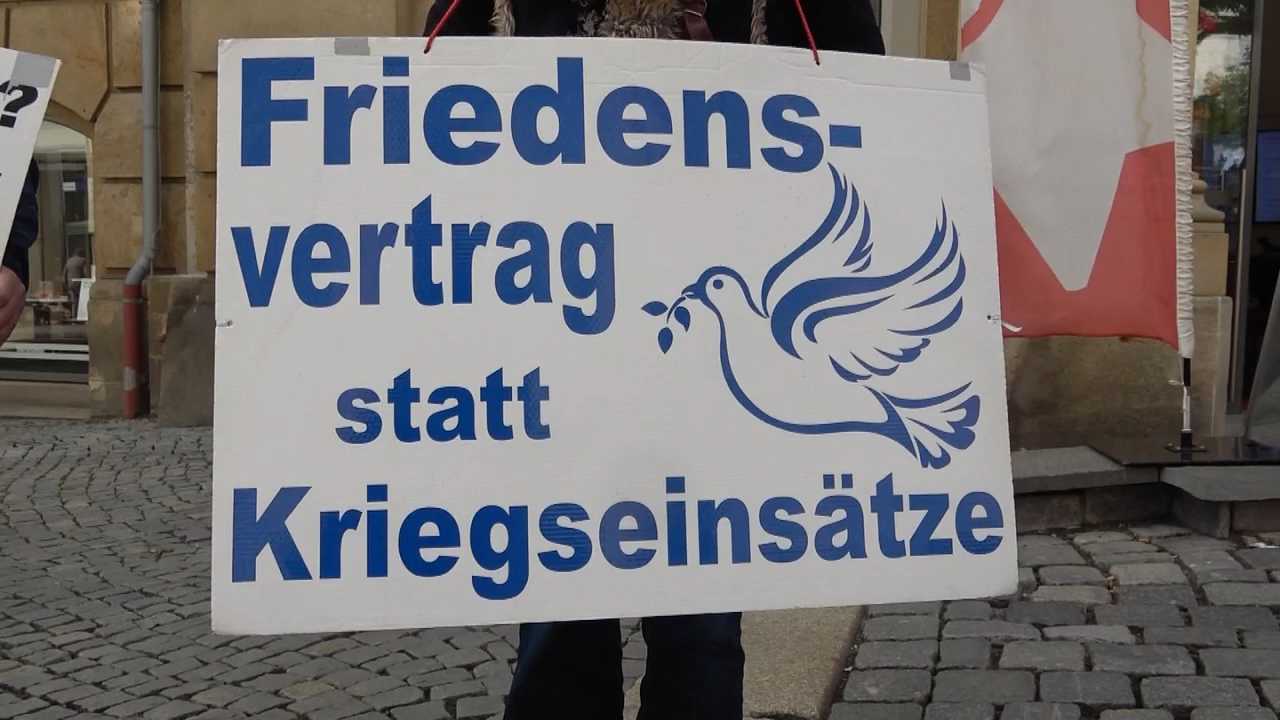 ?
Friedens-
vertrag
statt
Kriegseinsätze